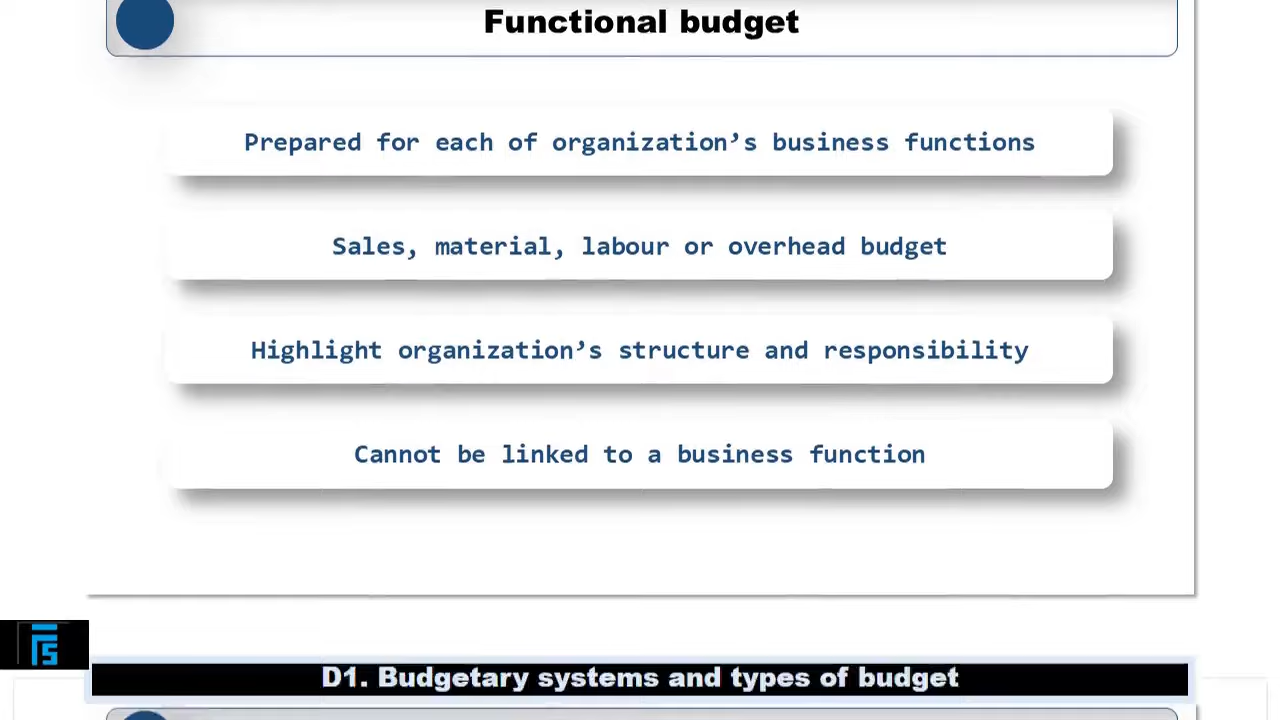 Functional budget
Prepared for each of organization’s business functions
Sales, material, labour or overhead budget
Highlight organization’s structure and responsibility
Cannot be linked to a business function
D1. Budgetary systems and types of budget